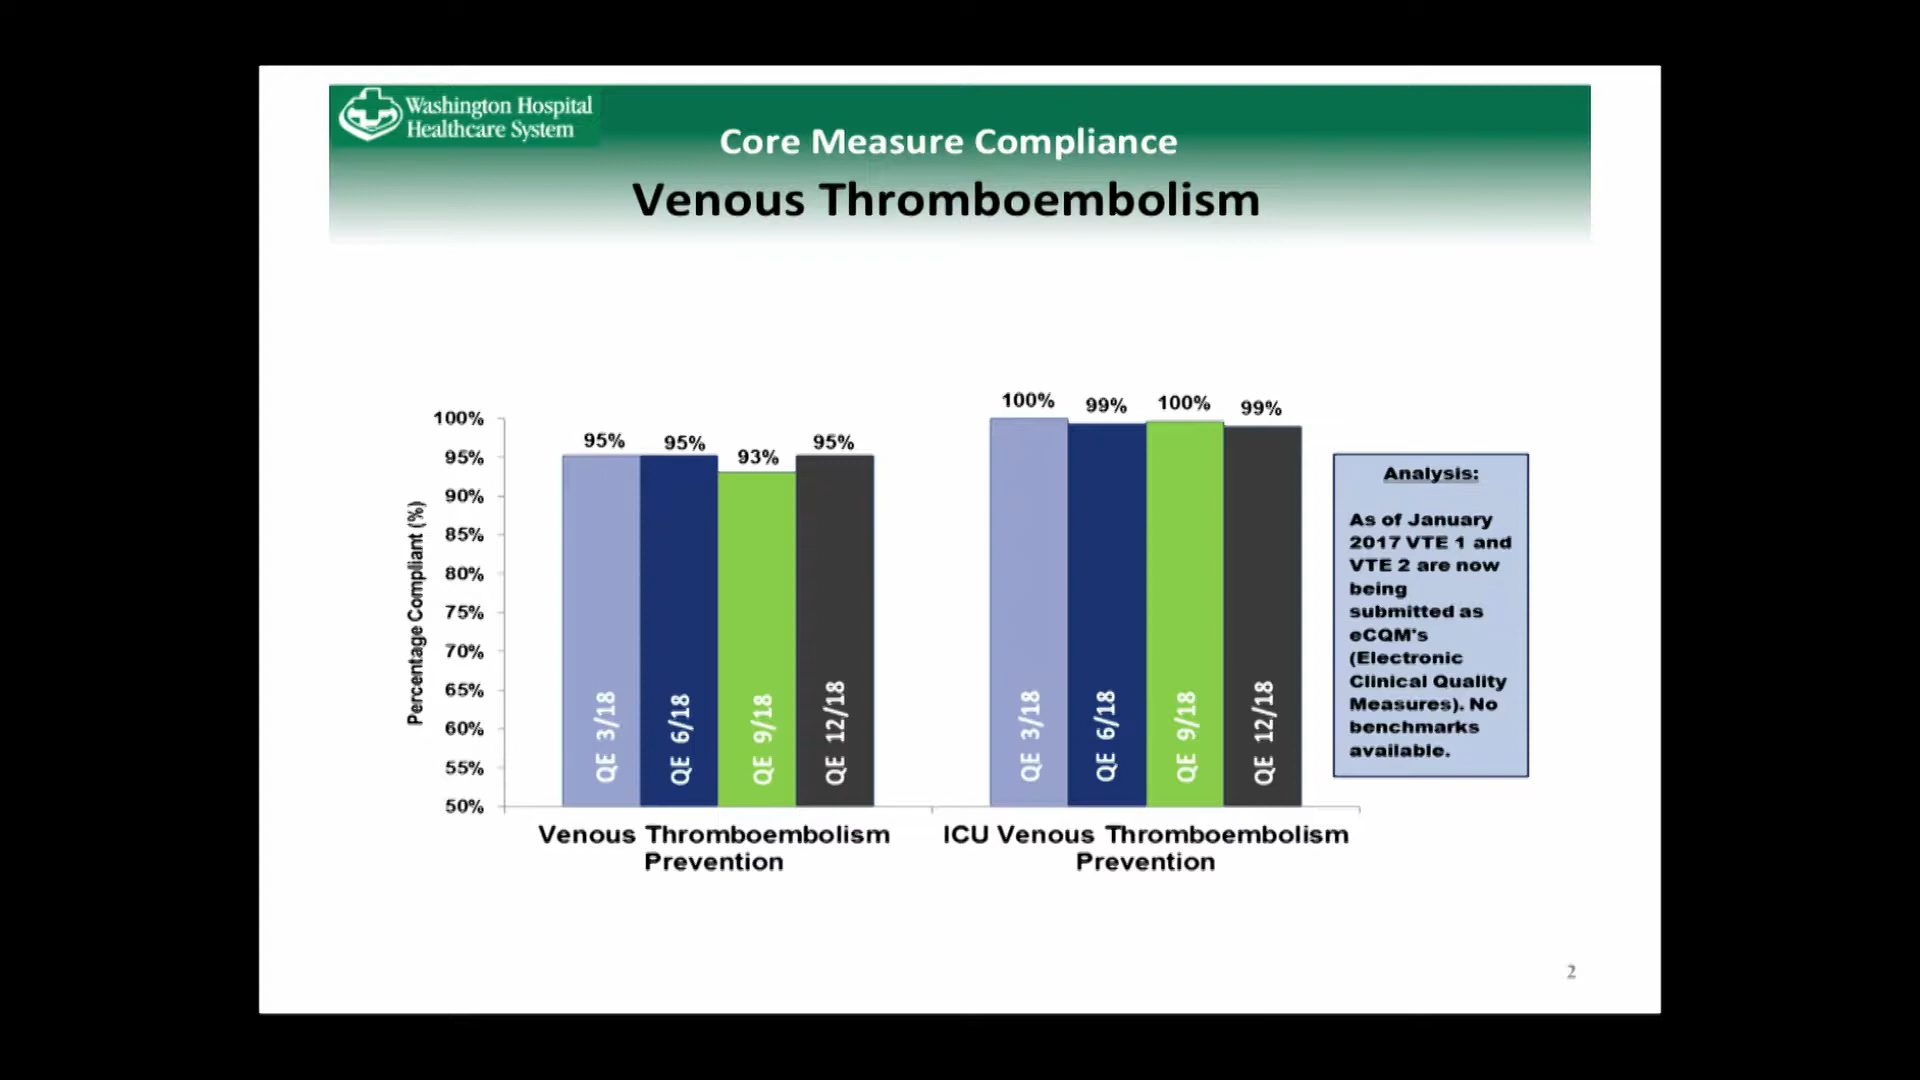 Washington Hospital
Healthcare System
Core Measure Compliance
Venous Thromboembolism
Percentage Compliant (%)
100%
95%
90%
85%
80%
75%
70%
65%
60%
55%
50%
95%
95%
93%
95%
QE 3/18
QE 6/18
QE 9/18
QE 12/18
Venous Thromboembolism
Prevention
100%
99%
100%
99%
QE 3/18
QE 6/18
QE 9/18
QE 12/18
ICU Venous Thromboembolism
Prevention
Analysis:
As of January
2017 VTE 1 and
VTE 2 are now
being
submitted as
eCQM's
(Electronic
Clinical Quality
Measures). No
benchmarks
available.
2